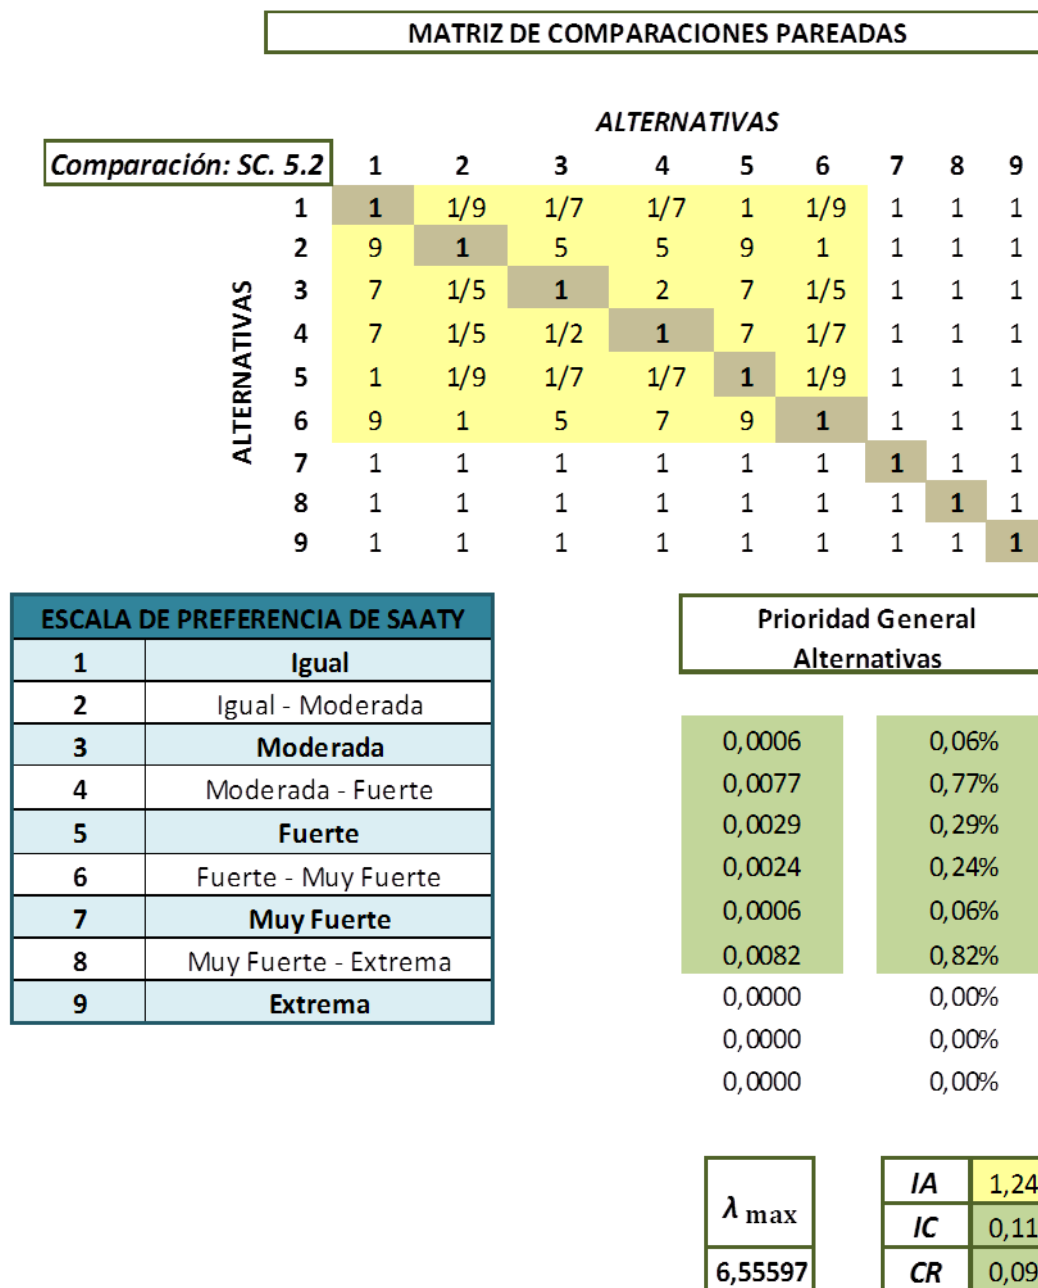 MATRIZ DE COMPARACIONES PAREADAS
ALTERNATIVAS
Comparación: SC. 5.2 1 2 3 4 5 6 7 8 9
ALTERNATIVAS
1 1 1/9 1/7 1/7 1 1/9 1 1 1
2 9 1 5 5 9 1 1 1 1
3 7 1/5 1 2 7 1/5 1 1 1
4 7 1/5 1/2 1 7 1/7 1 1 1
5 1 1/9 1/7 1/7 1 1/9 1 1 1
6 9 1 5 7 9 1 1 1 1
7 1 1 1 1 1 1 1 1 1
8 1 1 1 1 1 1 1 1 1
9 1 1 1 1 1 1 1 1 1
ESCALA DE PREFERENCIA DE SAATY
1 Igual
2 Igual - Moderada
3 Moderada
4 Moderada - Fuerte
5 Fuerte
6 Fuerte - Muy Fuerte
7 Muy Fuerte
8 Muy Fuerte - Extrema
9 Extrema
Prioridad General
Alternativas
0,0006 0,06%
0,0077 0,77%
0,0029 0,29%
0,0024 0,24%
0,0006 0,06%
0,0082 0,82%
0,0000 0,00%
0,0000 0,00%
0,0000 0,00%
λ max
6,55597
IA 1,24
IC 0,11
CR 0,09